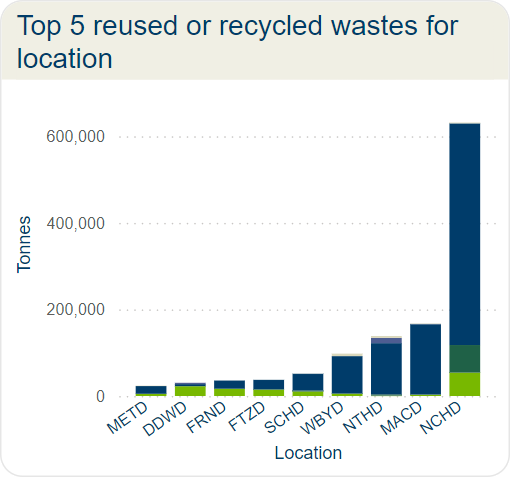 Top 5 reused or recycled wastes for
location
600,000
400,000
200,000
0
Tonnes
METD
DDWD
FRND
FTZD
SCHD
WBYD
NTHD
MACD
NCHD
Location